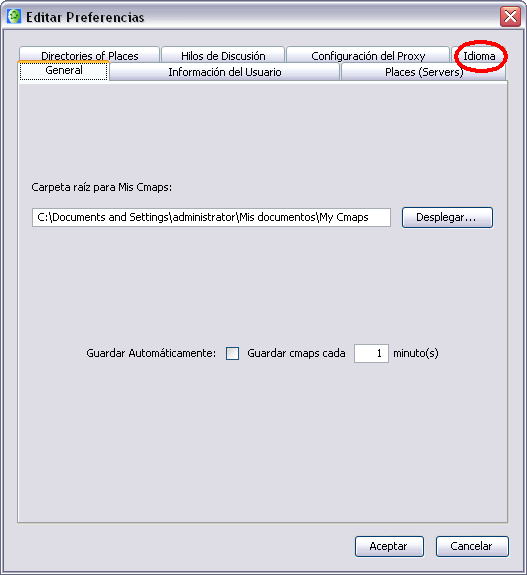 Editar Preferencias
Directories of Places Hilos de Discusión Configuración del Proxy Idioma
General Información del Usuario Places (Servers)
Carpeta raíz para Mis Cmaps:
C:\Documents and Settings\administrator\Mis documentos\My Cmaps Desplegar...
Guardar Automáticamente: Guardar cmaps cada 1 minuto(s)
Aceptar Cancelar